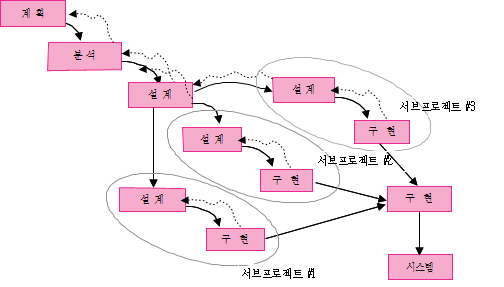 계 획
분 석
설 계
설 계
구 현
서브프로젝트 #3
설 계
구 현
서브프로젝트 #2
설 계
구 현
서브프로젝트 #1
구 현
시스템